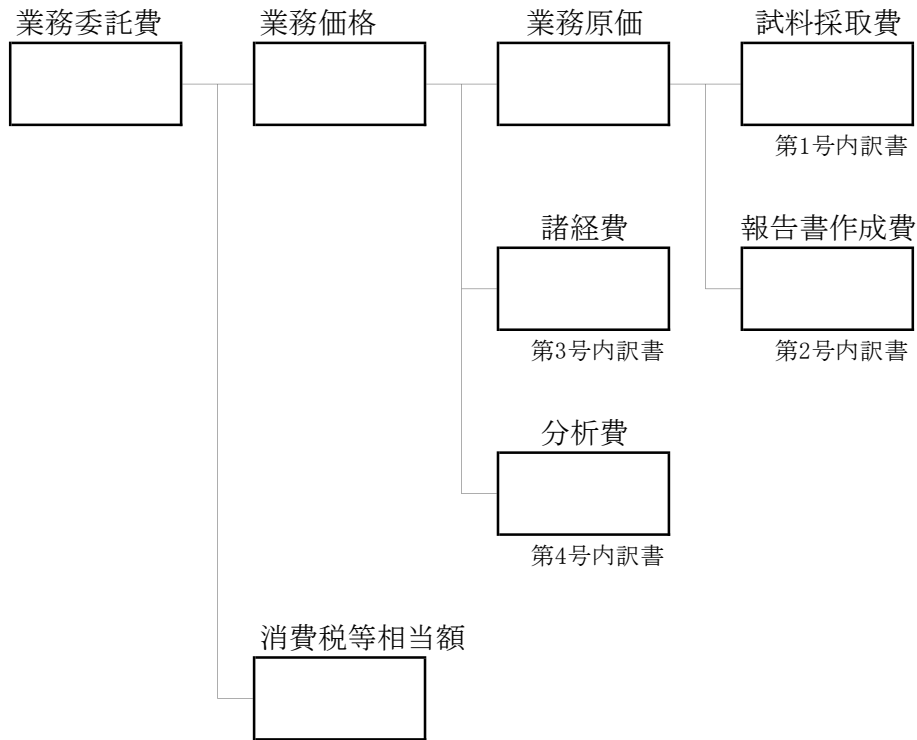 業務委託費
業務価格
業務原価
試料採取費
第1号内訳書
諸経費
報告書作成費
第3号内訳書
第2号内訳書
分析費
第4号内訳書
消費税等相当額